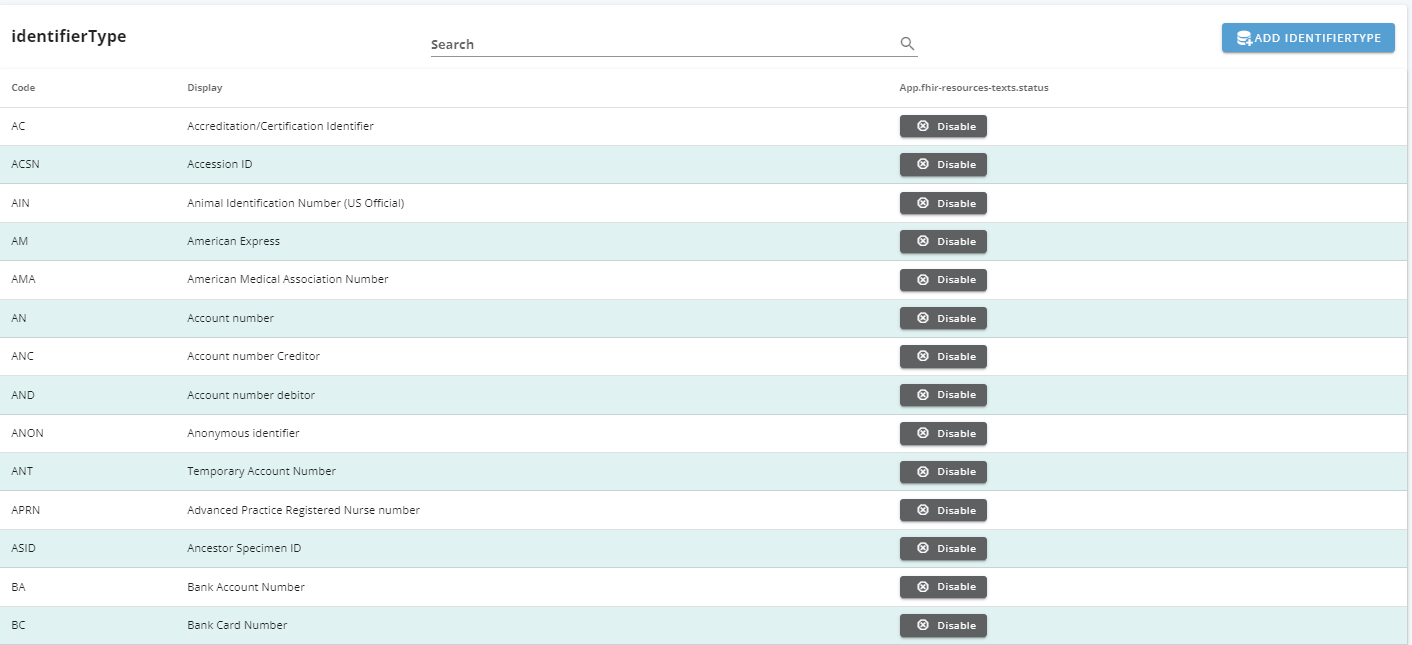 identifierType
Search
ADD IDENTIFIERTYPE
Code Display App.fhir-resources-texts.status
AC Accreditation/Certification Identifier Disable
ACSN Accession ID Disable
AIN Animal Identification Number (US Official) Disable
AM American Express Disable
AMA American Medical Association Number Disable
AN Account number Disable
ANC Account number Creditor Disable
AND Account number debitor Disable
ANON Anonymous identifier Disable
ANT Temporary Account Number Disable
APRN Advanced Practice Registered Nurse number Disable
ASID Ancestor Specimen ID Disable
BA Bank Account Number Disable
BC Bank Card Number Disable